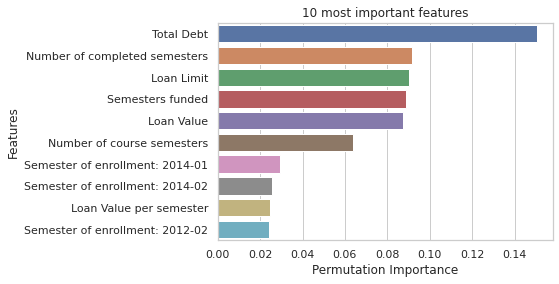 10 most important features
Total Debt
Number of completed semesters
Loan Limit
Semesters funded
Loan Value
Number of course semesters
Semester of enrollment: 2014-01
Semester of enrollment: 2014-02
Loan Value per semester
Semester of enrollment: 2012-02
Features
0.00 0.02 0.04 0.06 0.08 0.10 0.12 0.14
Permutation Importance